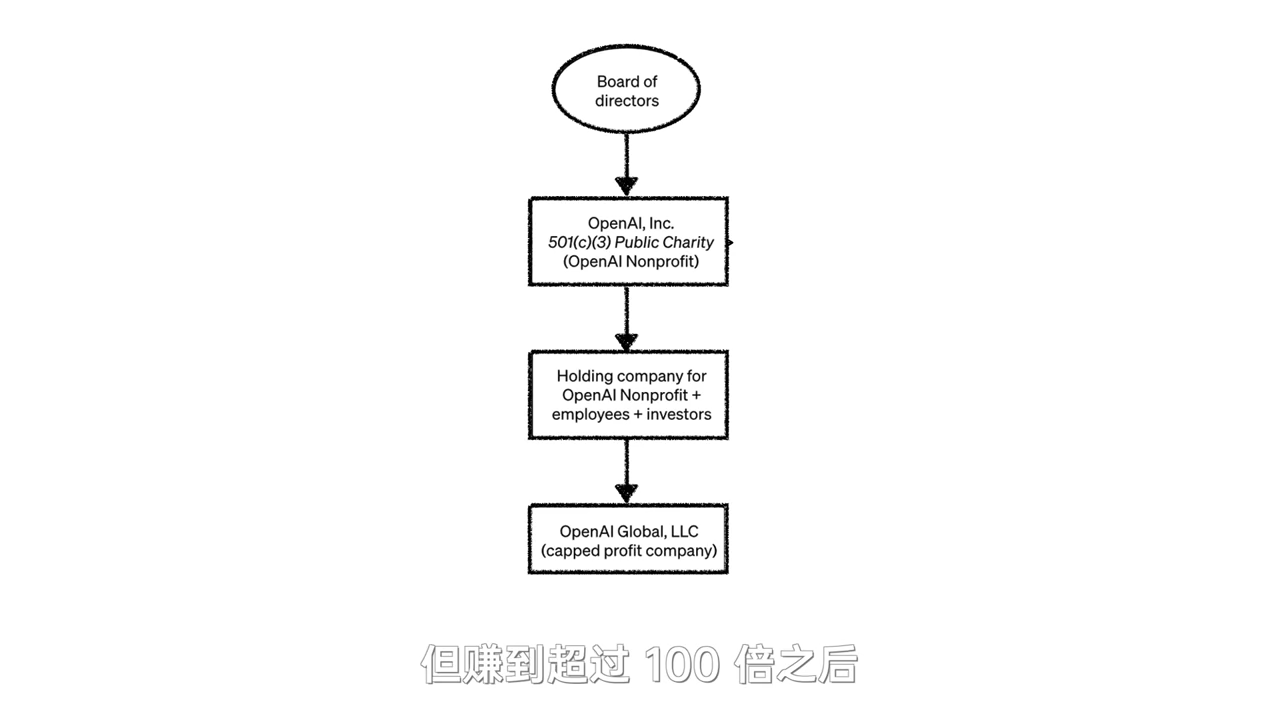 Board of
directors
OpenAI, Inc.
501(c)(3) Public Charity
(OpenAI Nonprofit)
Holding company for
OpenAI Nonprofit +
employees + investors
OpenAI Global, LLC
(capped profit company)
但赚到超过 100 倍之后